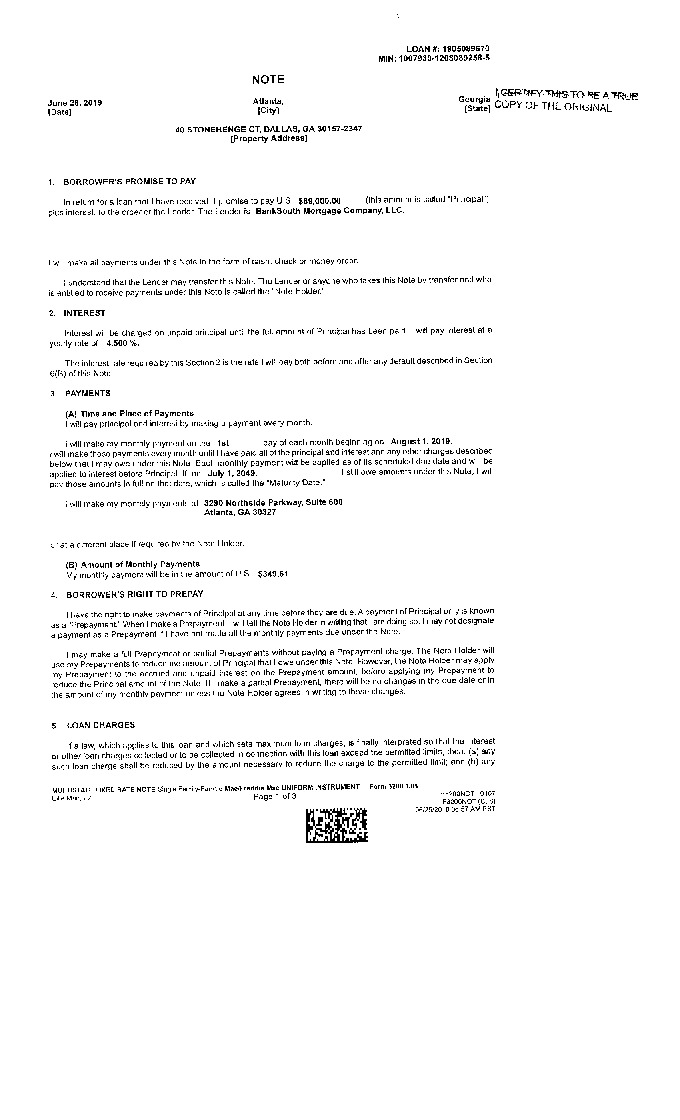 LOAN #: 1905089670
MIN: 1007930-1205089258-5
NOTE
June 26, 2019
[Date]
Atlanta,
[City]
Georgia
[State]
I CERTIFY THIS TO BE A TRUE
COPY OF THE ORIGINAL
40 STONEHENGE CT, DALLAS, GA 30157-2347
[Property Address]
1. BORROWER'S PROMISE TO PAY
In return for a loan that I have received, I promise to pay U.S. (this amount is called "Principal"),
plus interest, to the order of the Lender. The Lender is BankSouth Mortgage Company, LLC.
I will make all payments under this Note in the form of cash, check or money order.
I understand that the Lender may transfer this Note. The Lender or anyone who takes this Note by transfer and who
is entitled to receive payments under this Note is called the "Note Holder."
2. INTEREST
Interest will be charged on unpaid principal until the full amount of Principal has been paid. I will pay interest at a
yearly rate of 4.500 %.
The interest rate required by this Section 2 is the rate I will pay both before and after any default described in Section
6(B) of this Note.
3. PAYMENTS
(A) Time and Place of Payments
I will pay principal and interest by making a payment every month.
I will make my monthly payment on the 1st day of each month beginning on August 1, 2019.
I will make these payments every month until I have paid all of the principal and interest and any other charges described
below that I may owe under this Note. Each monthly payment will be applied as of its scheduled due date and will be
applied to interest before Principal. If, on July 1, 2049, I still owe amounts under this Note, I will
pay those amounts in full on that date, which is called the "Maturity Date."
I will make my monthly payments at 3290 Northside Parkway, Suite 600
Atlanta, GA 30327
or at a different place if required by the Note Holder.
(B) Amount of Monthly Payments
My monthly payment will be in the amount of U.S. $349.61
4. BORROWER'S RIGHT TO PREPAY
I have the right to make payments of Principal at any time before they are due. A payment of Principal only is known
as a "Prepayment." When I make a Prepayment, I will tell the Note Holder in writing that I am doing so. I may not designate
a payment as a Prepayment if I have not made all the monthly payments due under the Note.
I may make a full Prepayment or partial Prepayments without paying a Prepayment charge. The Note Holder will
use my Prepayments to reduce the amount of Principal that I owe under this Note. However, the Note Holder may apply
my Prepayment to the accrued and unpaid interest on the Prepayment amount, before applying my Prepayment to
reduce the Principal amount of the Note. If I make a partial Prepayment, there will be no changes in the due date or in
the amount of my monthly payment unless the Note Holder agrees in writing to those changes.
5. LOAN CHARGES
If a law, which applies to this loan and which sets maximum loan charges, is finally interpreted so that the interest
or other loan charges collected or to be collected in connection with this loan exceed the permitted limits, then: (a) any
such loan charge shall be reduced by the amount necessary to reduce the charge to the permitted limit; and (b) any
MULTISTATE FIXED RATE NOTE Single Family-Fannie Mae/Freddie Mac UNIFORM INSTRUMENT Form 3200 1/01
Page 1 of 3